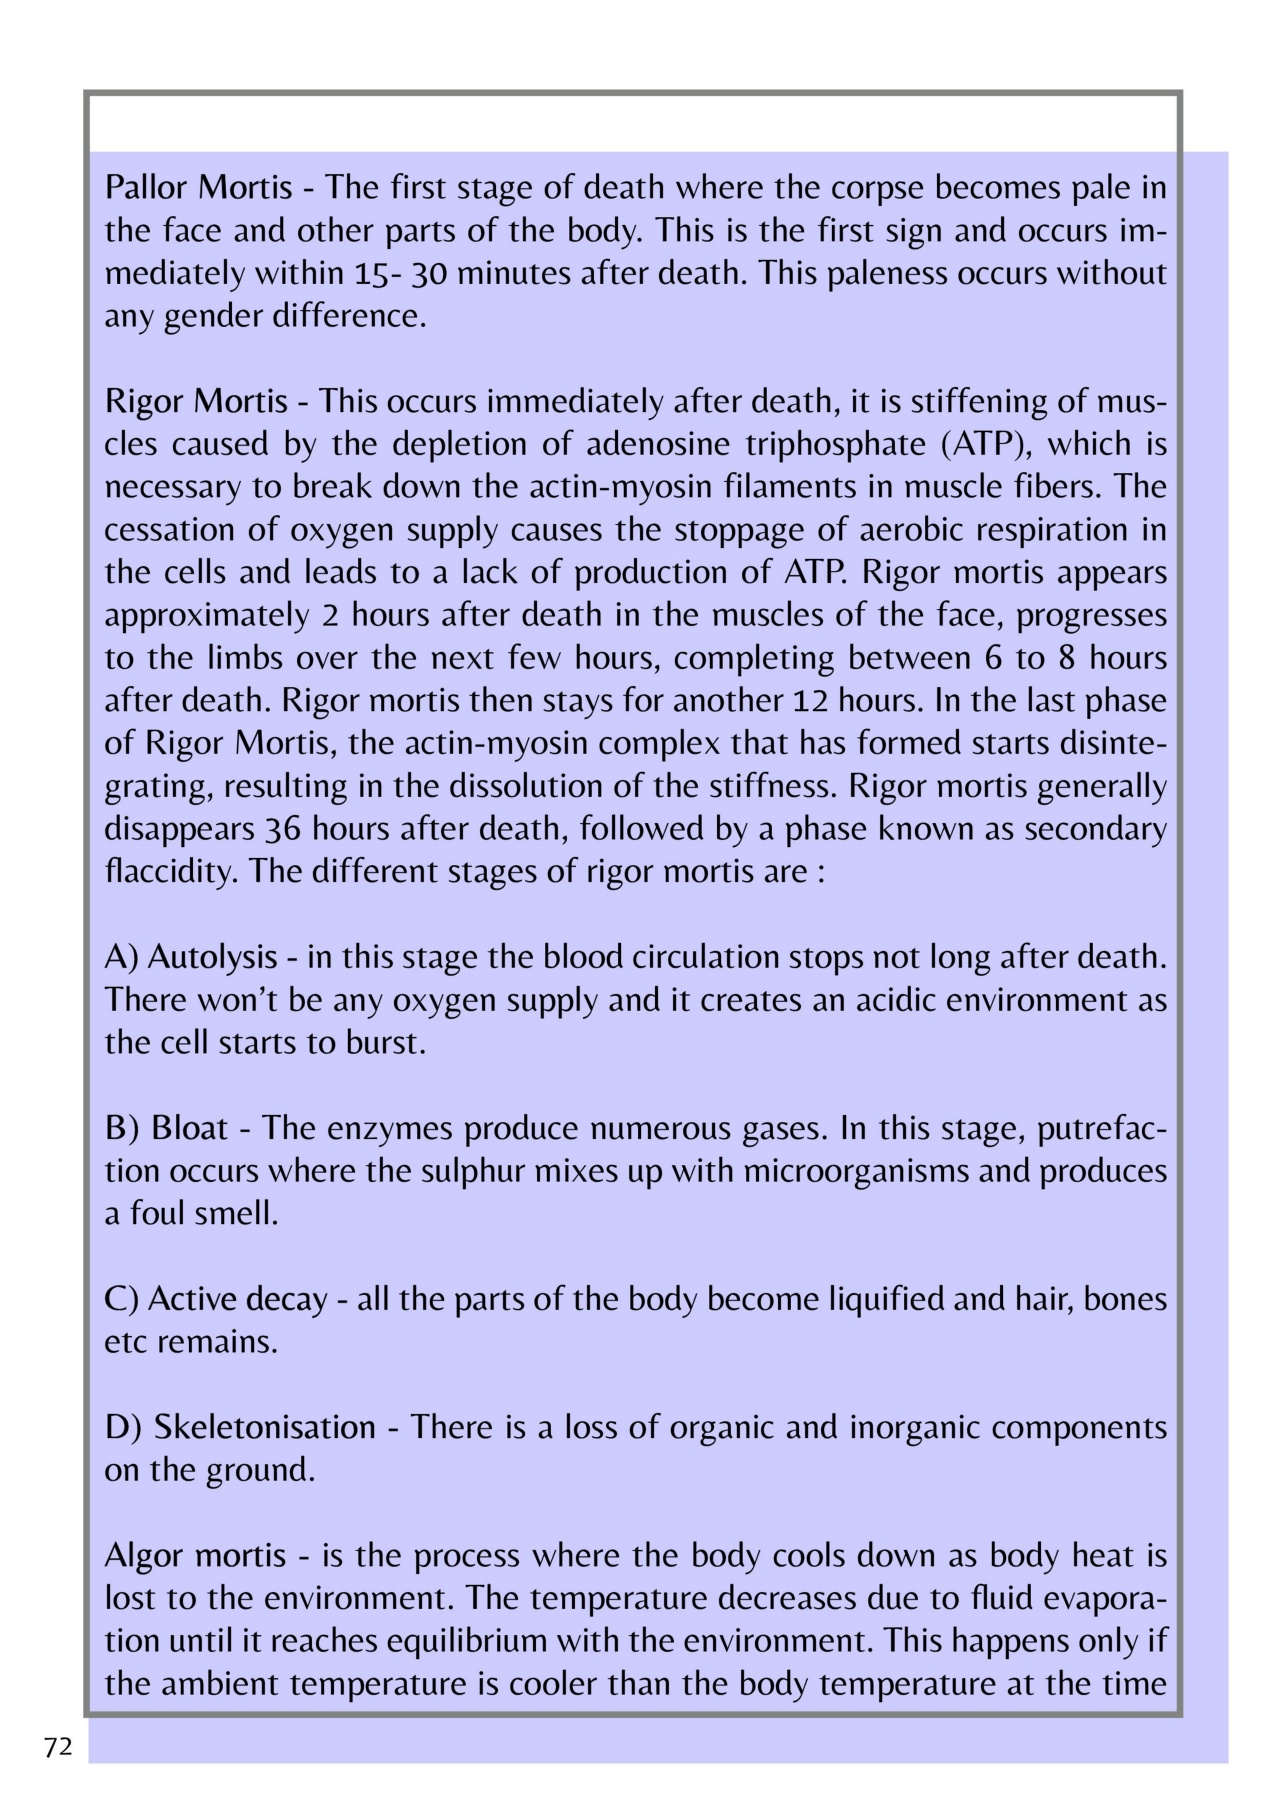 Pallor Mortis - The first stage of death where the corpse becomes pale in
the face and other parts of the body. This is the first sign and occurs im-
mediately within 15- 30 minutes after death. This paleness occurs without
any gender difference.
Rigor Mortis - This occurs immediately after death, it is stiffening of mus-
cles caused by the depletion of adenosine triphosphate (ATP), which is
necessary to break down the actin-myosin filaments in muscle fibers. The
cessation of oxygen supply causes the stoppage of aerobic respiration in
the cells and leads to a lack of production of ATP. Rigor mortis appears
approximately 2 hours after death in the muscles of the face, progresses
to the limbs over the next few hours, completing between 6 to 8 hours
after death. Rigor mortis then stays for another 12 hours. In the last phase
of Rigor Mortis, the actin-myosin complex that has formed starts disinte-
grating, resulting in the dissolution of the stiffness. Rigor mortis generally
disappears 36 hours after death, followed by a phase known as secondary
flaccidity. The different stages of rigor mortis are :
A) Autolysis - in this stage the blood circulation stops not long after death.
There won’t be any oxygen supply and it creates an acidic environment as
the cell starts to burst.
B) Bloat - The enzymes produce numerous gases. In this stage, putrefac-
tion occurs where the sulphur mixes up with microorganisms and produces
a foul smell.
C) Active decay - all the parts of the body become liquified and hair, bones
etc remains.
D) Skeletonisation - There is a loss of organic and inorganic components
on the ground.
Algor mortis - is the process where the body cools down as body heat is
lost to the environment. The temperature decreases due to fluid evapora-
tion until it reaches equilibrium with the environment. This happens only if
the ambient temperature is cooler than the body temperature at the time
72